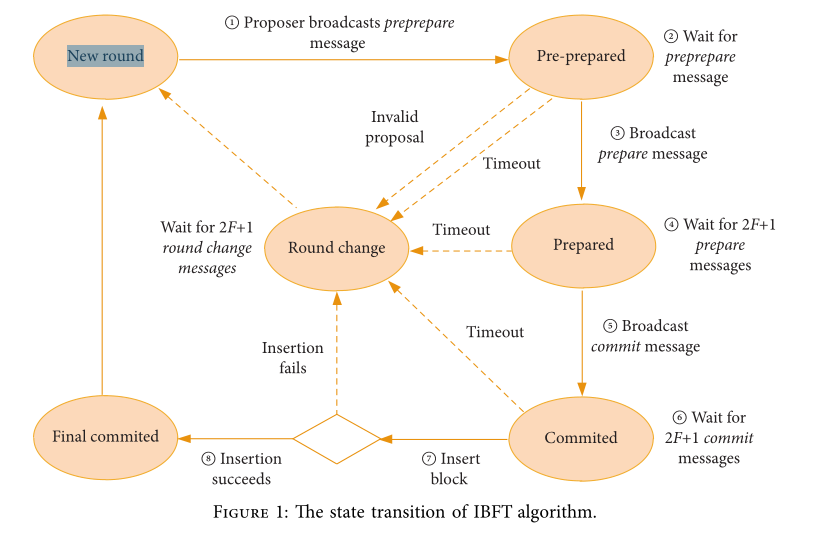 ① Proposer broadcasts preprepare
message
New round
Pre-prepared
② Wait for
preprepare
message
Invalid
proposal
Timeout
③ Broadcast
prepare message
Wait for 2F+1
round change
messages
Round change
Timeout
Prepared
④ Wait for 2F+1
prepare
messages
Insertion
fails
Timeout
⑤ Broadcast
commit message
Final commited
⑧ Insertion
succeeds
⑦ Insert
block
Commited
⑥ Wait for
2F+1 commit
messages
Figure 1: The state transition of IBFT algorithm.